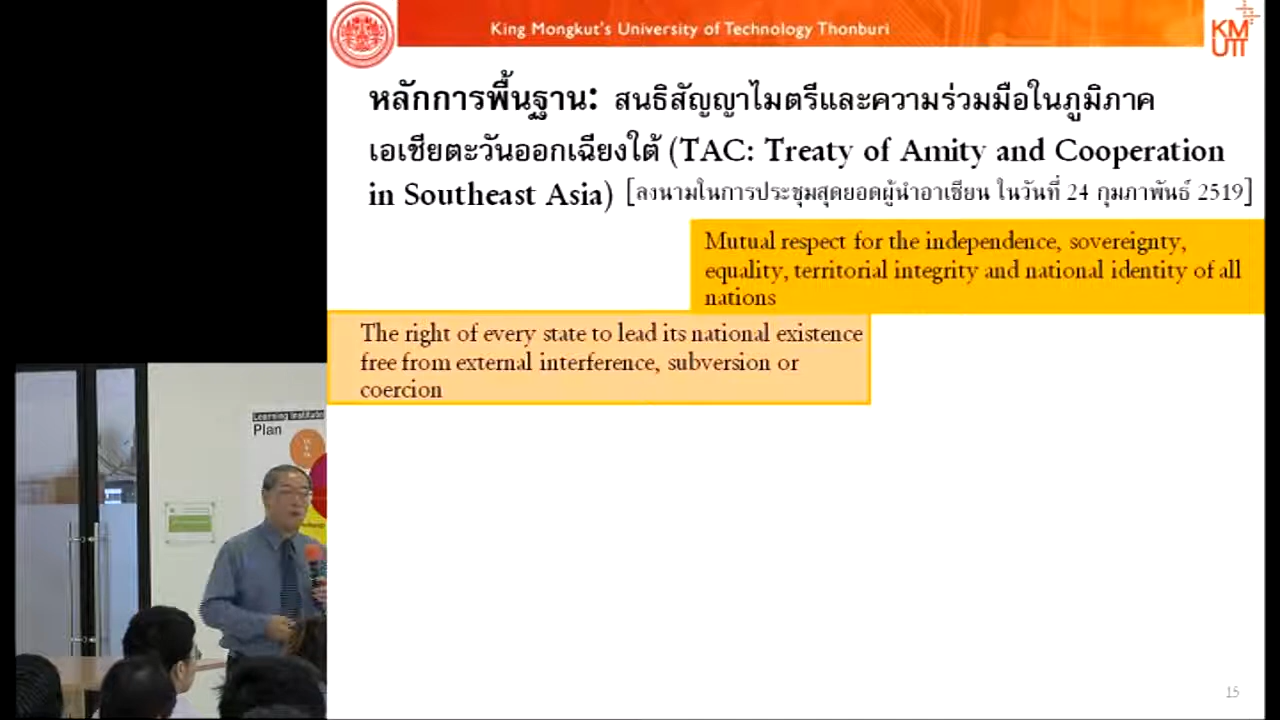 King Mongkut's University of Technology Thonburi
KM
UTT
หลักการพื้นฐาน: สนธิสัญญาไมตรีและความร่วมมือในภูมิภาค
เอเชียตะวันออกเฉียงใต้ (TAC: Treaty of Amity and Cooperation
in Southeast Asia) [ลงนามในการประชุมสุดยอดผู้นำอาเซียน ในวันที่ 24 กุมภาพันธ์ 2519]
Mutual respect for the independence, sovereignty,
equality, territorial integrity and national identity of all
nations
The right of every state to lead its national existence
free from external interference, subversion or
coercion
Learning Institute
Plan
15